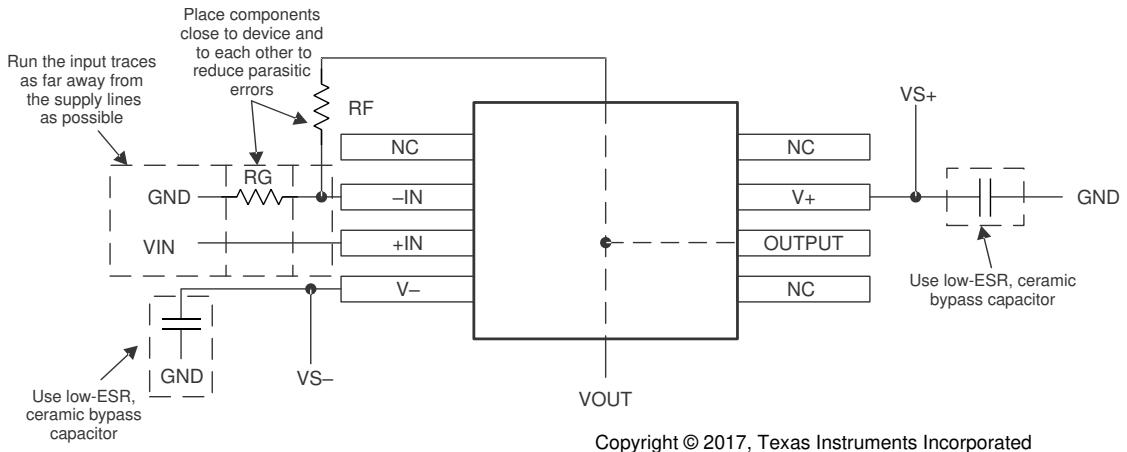 Place components
close to device and
to each other to
reduce parasitic
errors
Run the input traces
as far away from
the supply lines
as possible
RF
VS+
NC
NC
RG
GND
–IN
V+
GND
VIN
+IN
OUTPUT
V–
NC
Use low-ESR, ceramic
bypass capacitor
GND
VS–
Use low-ESR,
ceramic bypass
capacitor
VOUT
Copyright © 2017, Texas Instruments Incorporated